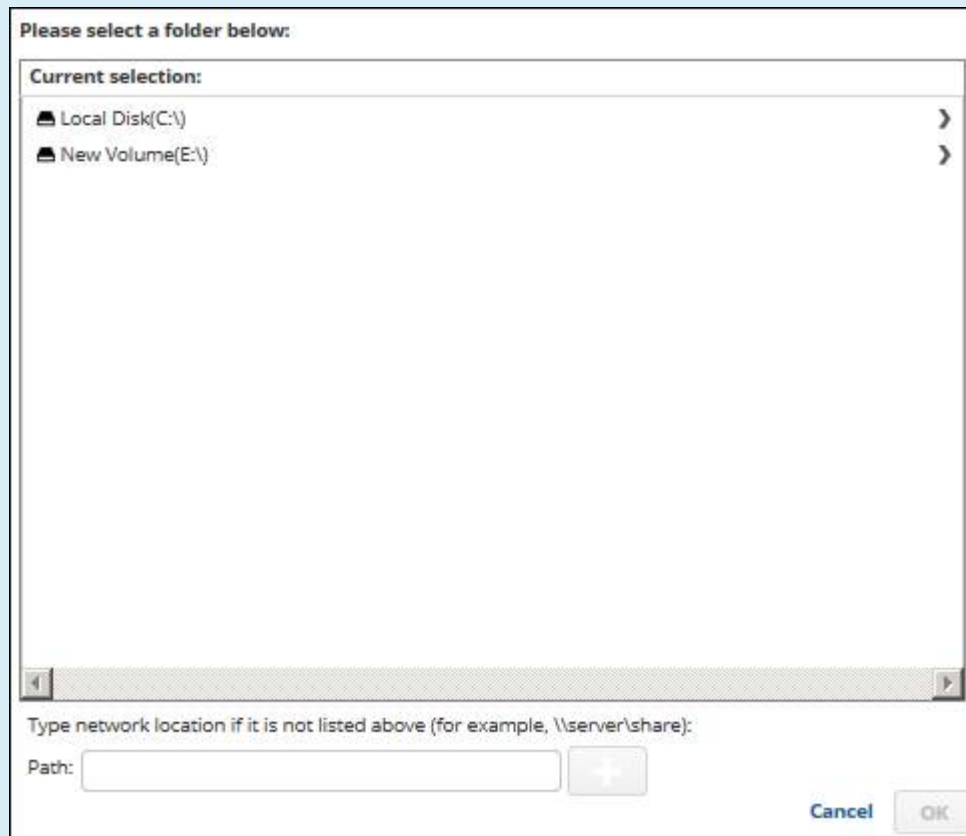 Please select a folder below:
Current selection:
Local Disk(C:\)
New Volume(E:\)
Type network location if it is not listed above (for example, \\server\share):
Path:
Cancel OK